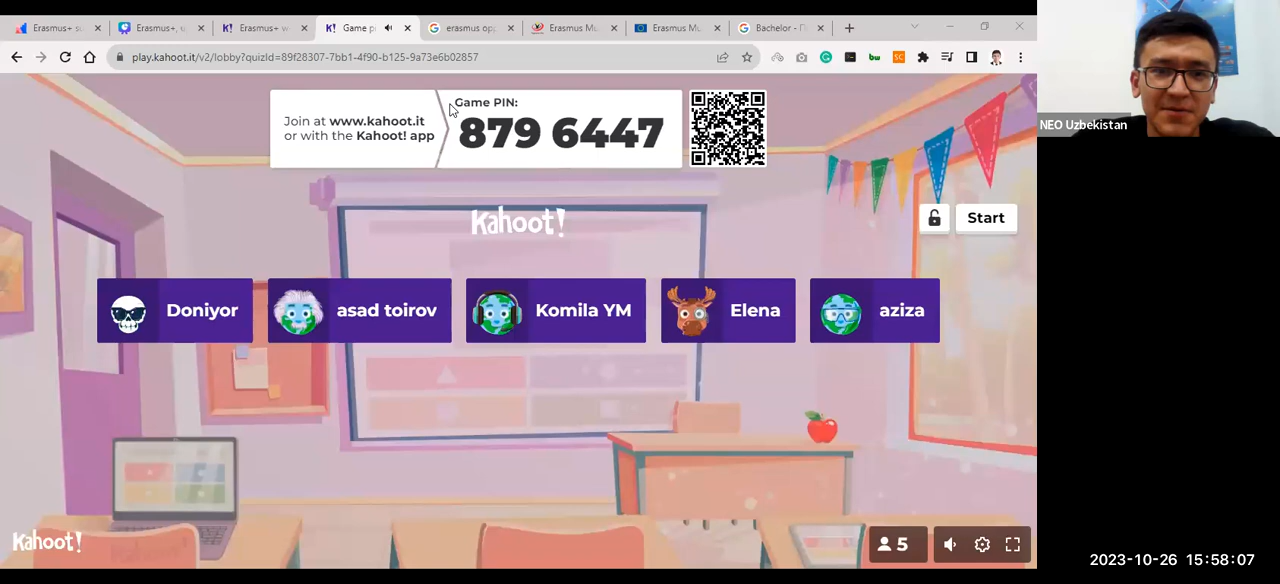 Erasmus+ su
Erasmus+, u
Erasmus+ w
Game p
erasmus opp
Erasmus Mu
Erasmus Mu
Bachelor - П
play.kahoot.it/v2/lobby?quizId=89f28307-7bb1-4f90-b125-9a73e6b02857
Join at www.kahoot.it
or with the Kahoot! app
Game PIN:
879 6447
NEO Uzbekistan
Kahoot!
Start
Doniyor
asad toirov
Komila YM
Elena
aziza
Kahoot!
5
2023-10-26 15:58:07